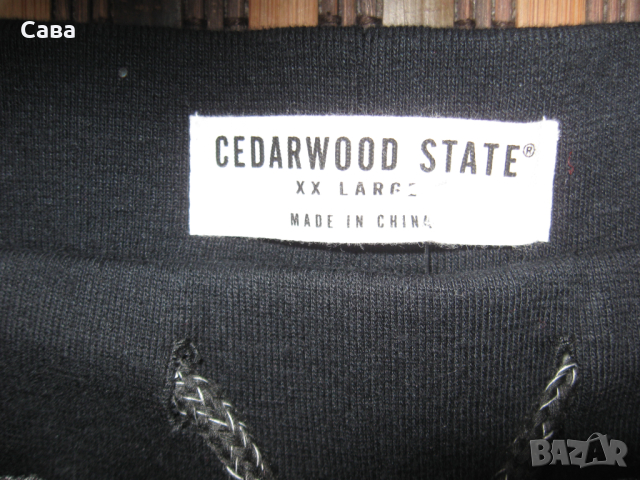 Сава
CEDARWOOD STATE®
XX LARGE
MADE IN CHINA
BAZAR